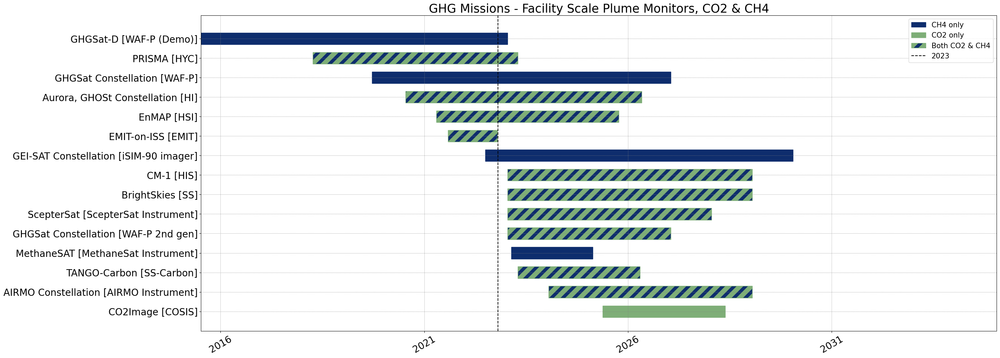 GHG Missions - Facility Scale Plume Monitors, CO2 & CH4
CH4 only
CO2 only
Both CO2 & CH4
2023
GHGSat-D [WAF-P (Demo)]
PRISMA [HYC]
GHGSat Constellation [WAF-P]
Aurora, GHOSt Constellation [HI]
EnMAP [HSI]
EMIT-on-ISS [EMIT]
GEI-SAT Constellation [iSIM-90 imager]
CM-1 [HIS]
BrightSkies [SS]
ScepterSat [ScepterSat Instrument]
GHGSat Constellation [WAF-P 2nd gen]
MethaneSAT [MethaneSat Instrument]
TANGO-Carbon [SS-Carbon]
AIRMO Constellation [AIRMO Instrument]
CO2Image [COSIS]
2016
2021
2026
2031